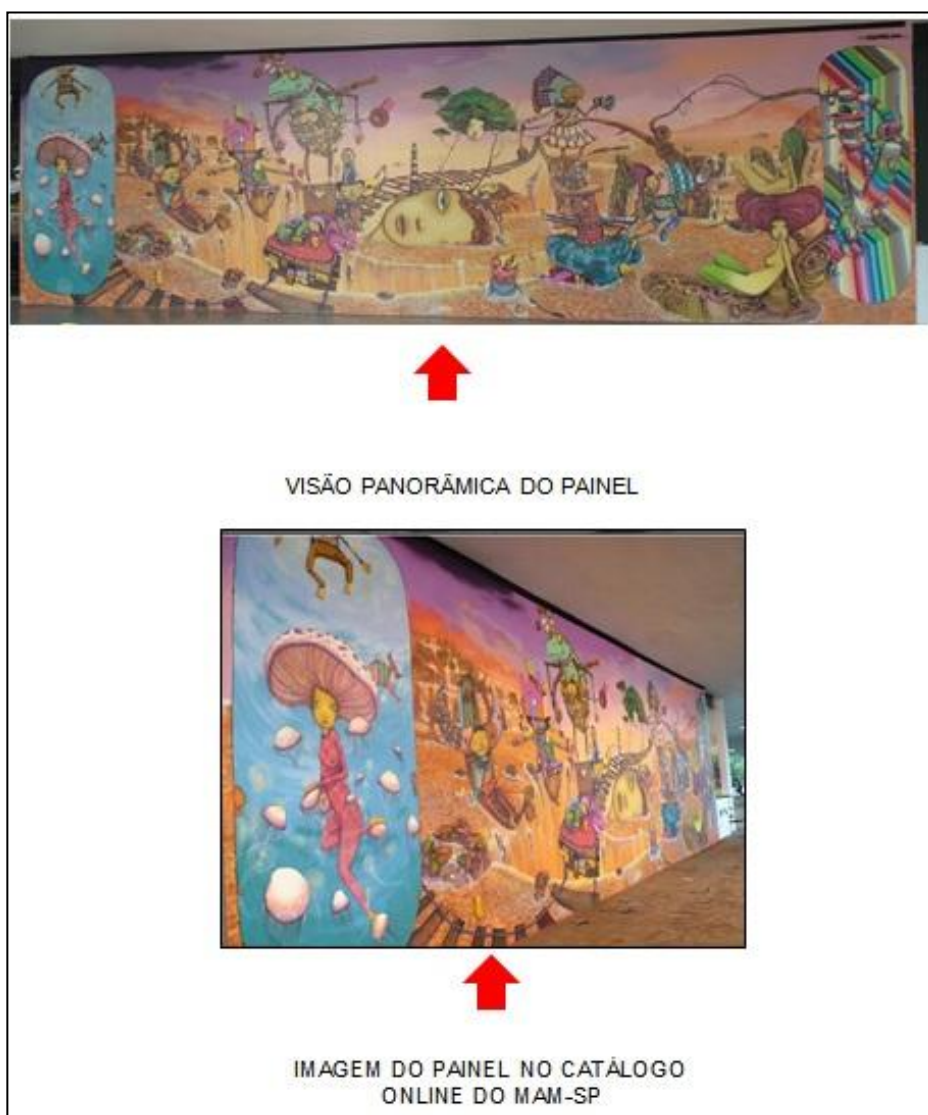 VISÃO PANORÂMICA DO PAINEL
IMAGEM DO PAINEL NO CATÁLOGO
ONLINE DO MAM-SP